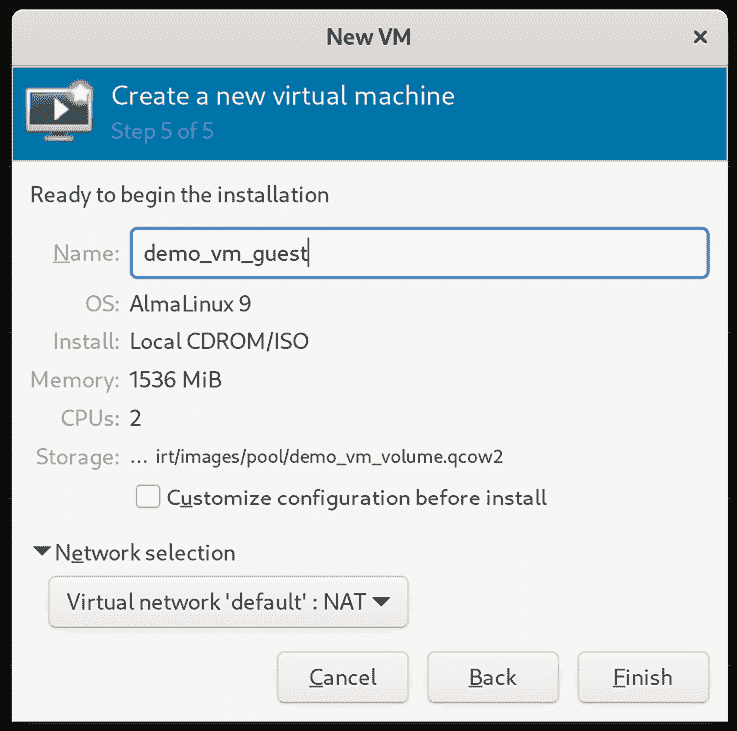 New VM
Create a new virtual machine
Step 5 of 5
Ready to begin the installation
Name: demo_vm_guest
OS: AlmaLinux 9
Install: Local CDROM/ISO
Memory: 1536 MiB
CPUs: 2
Storage: ... irt/images/pool/demo_vm_volume.qcow2
Customize configuration before install
Network selection
Virtual network 'default' : NAT
Cancel Back Finish